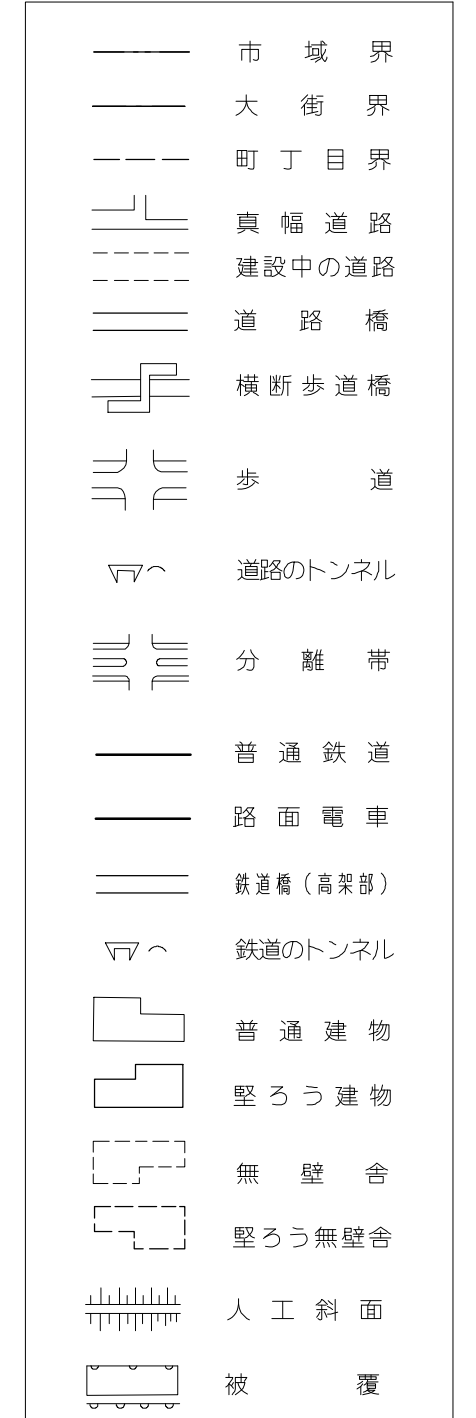 市域界
大街界
町丁目界
真幅道路
建設中の道路
道路橋
横断歩道橋
歩道
道路のトンネル
分離帯
普通鉄道
路面電車
鉄道橋（高架部）
鉄道のトンネル
普通建物
堅ろう建物
無壁舎
堅ろう無壁舎
人工斜面
被覆